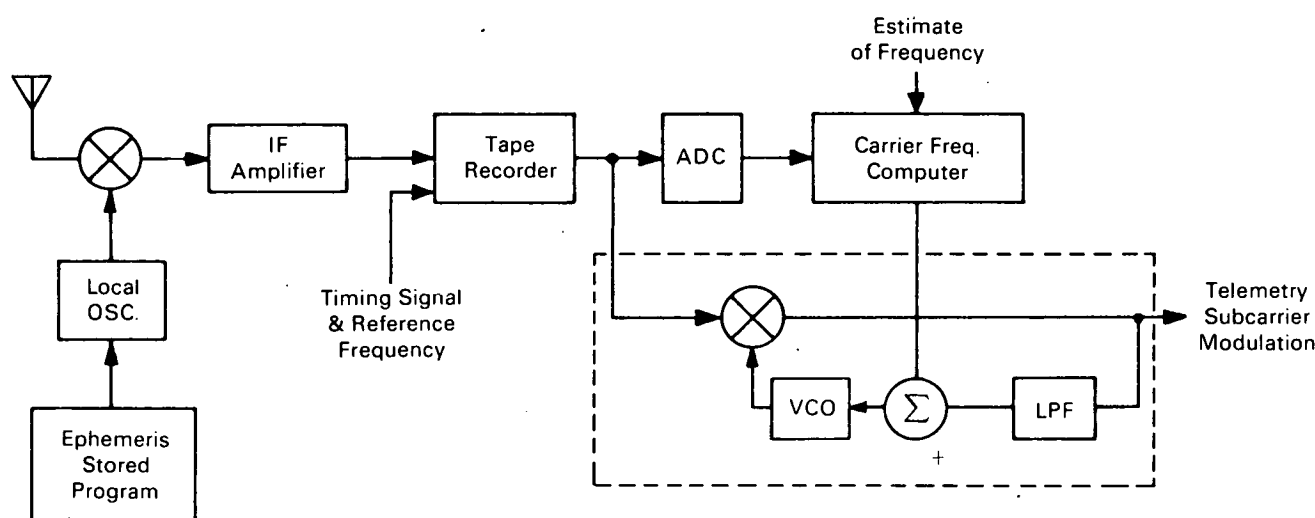 Estimate
of Frequency
IF
Amplifier
Tape
Recorder
ADC
Carrier Freq.
Computer
Local
OSC.
Timing Signal
& Reference
Frequency
Telemetry
Subcarrier
Modulation
VCO
Σ
LPF
+
Ephemeris
Stored
Program